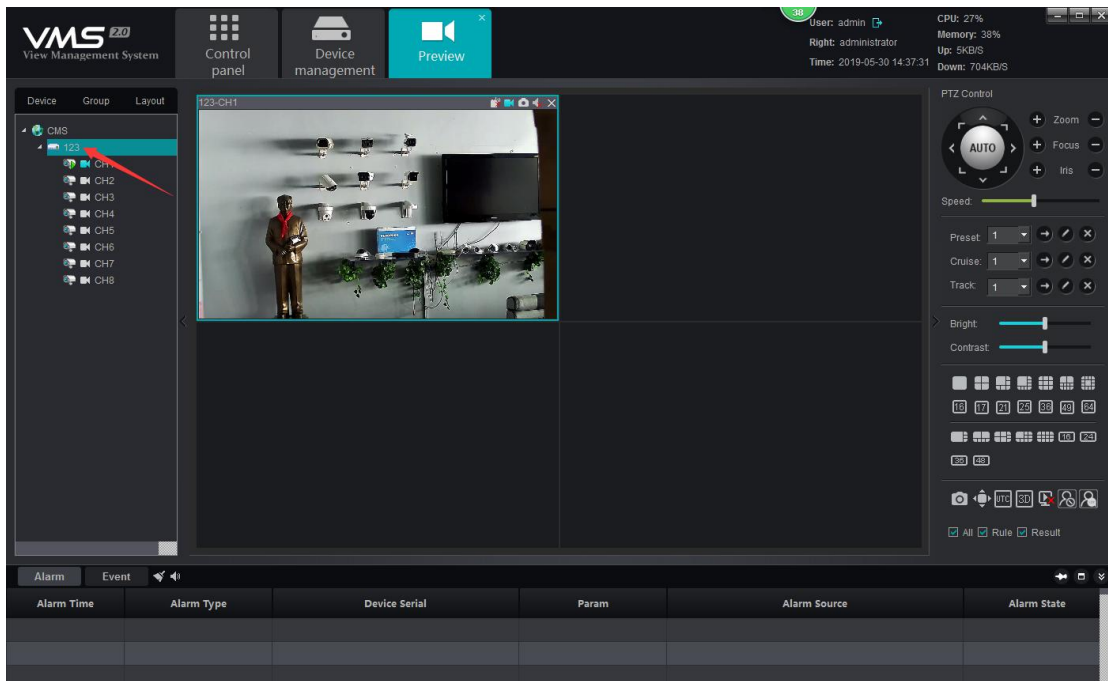 VMS 2.0
View Management System
Control
panel
Device
management
Preview
38
User: admin
Right: administrator
Time: 2019-05-30 14:37:31
CPU: 27%
Memory: 38%
Up: 5KB/S
Down: 704KB/S
Device Group Layout
CMS
123
CH1
CH2
CH3
CH4
CH5
CH6
CH7
CH8
123-CH1
PTZ Control
AUTO
Zoom
Focus
Iris
Speed:
Preset: 1
Cruise: 1
Track: 1
Bright:
Contrast:
16 17 21 25 36 49 64
16 24
36 48
UTC 3D
All Rule Result
Alarm Event
Alarm Time Alarm Type Device Serial Param Alarm Source Alarm State